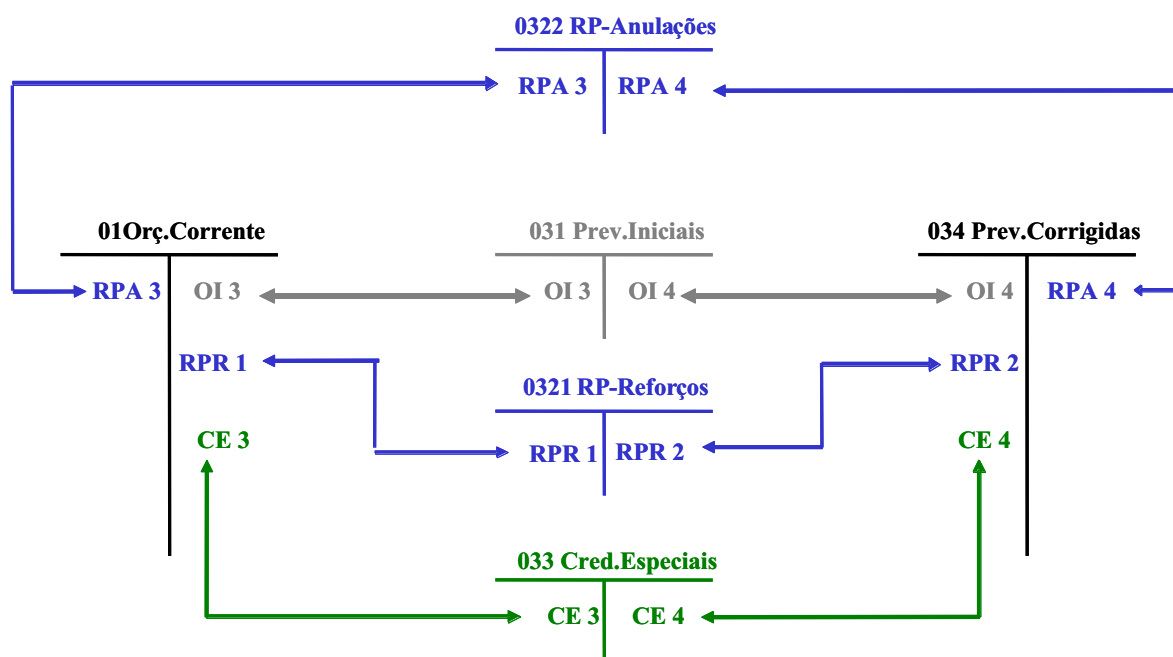 0322 RP-Anulações
RPA 3 RPA 4
01Orç.Corrente 031 Prev.Iniciais 034 Prev.Corrigidas
RPA 3 OI 3 OI 3 OI 4 OI 4 RPA 4
RPR 1 RPR 2
0321 RP-Reforços
CE 3 CE 4
RPR 1 RPR 2
033 Cred.Especiais
CE 3 CE 4